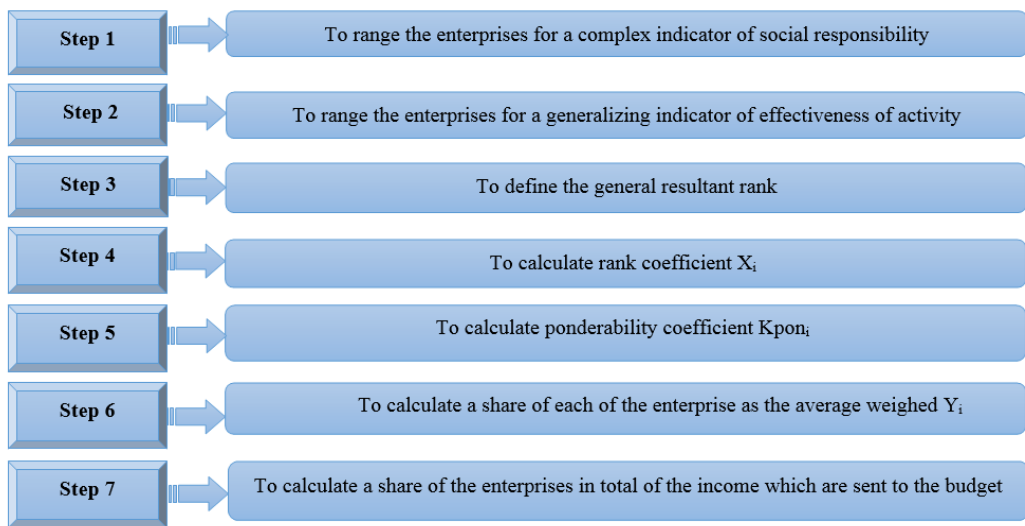 Step 1
To range the enterprises for a complex indicator of social responsibility
Step 2
To range the enterprises for a generalizing indicator of effectiveness of activity
Step 3
To define the general resultant rank
Step 4
To calculate rank coefficient Xᵢ
Step 5
To calculate ponderability coefficient Kponᵢ
Step 6
To calculate a share of each of the enterprise as the average weighed Yᵢ
Step 7
To calculate a share of the enterprises in total of the income which are sent to the budget